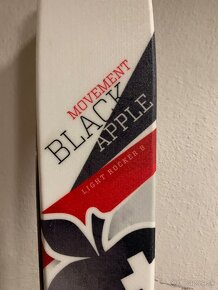 MOVEMENT
BLACK
APPLE
LIGHT ROCKER B